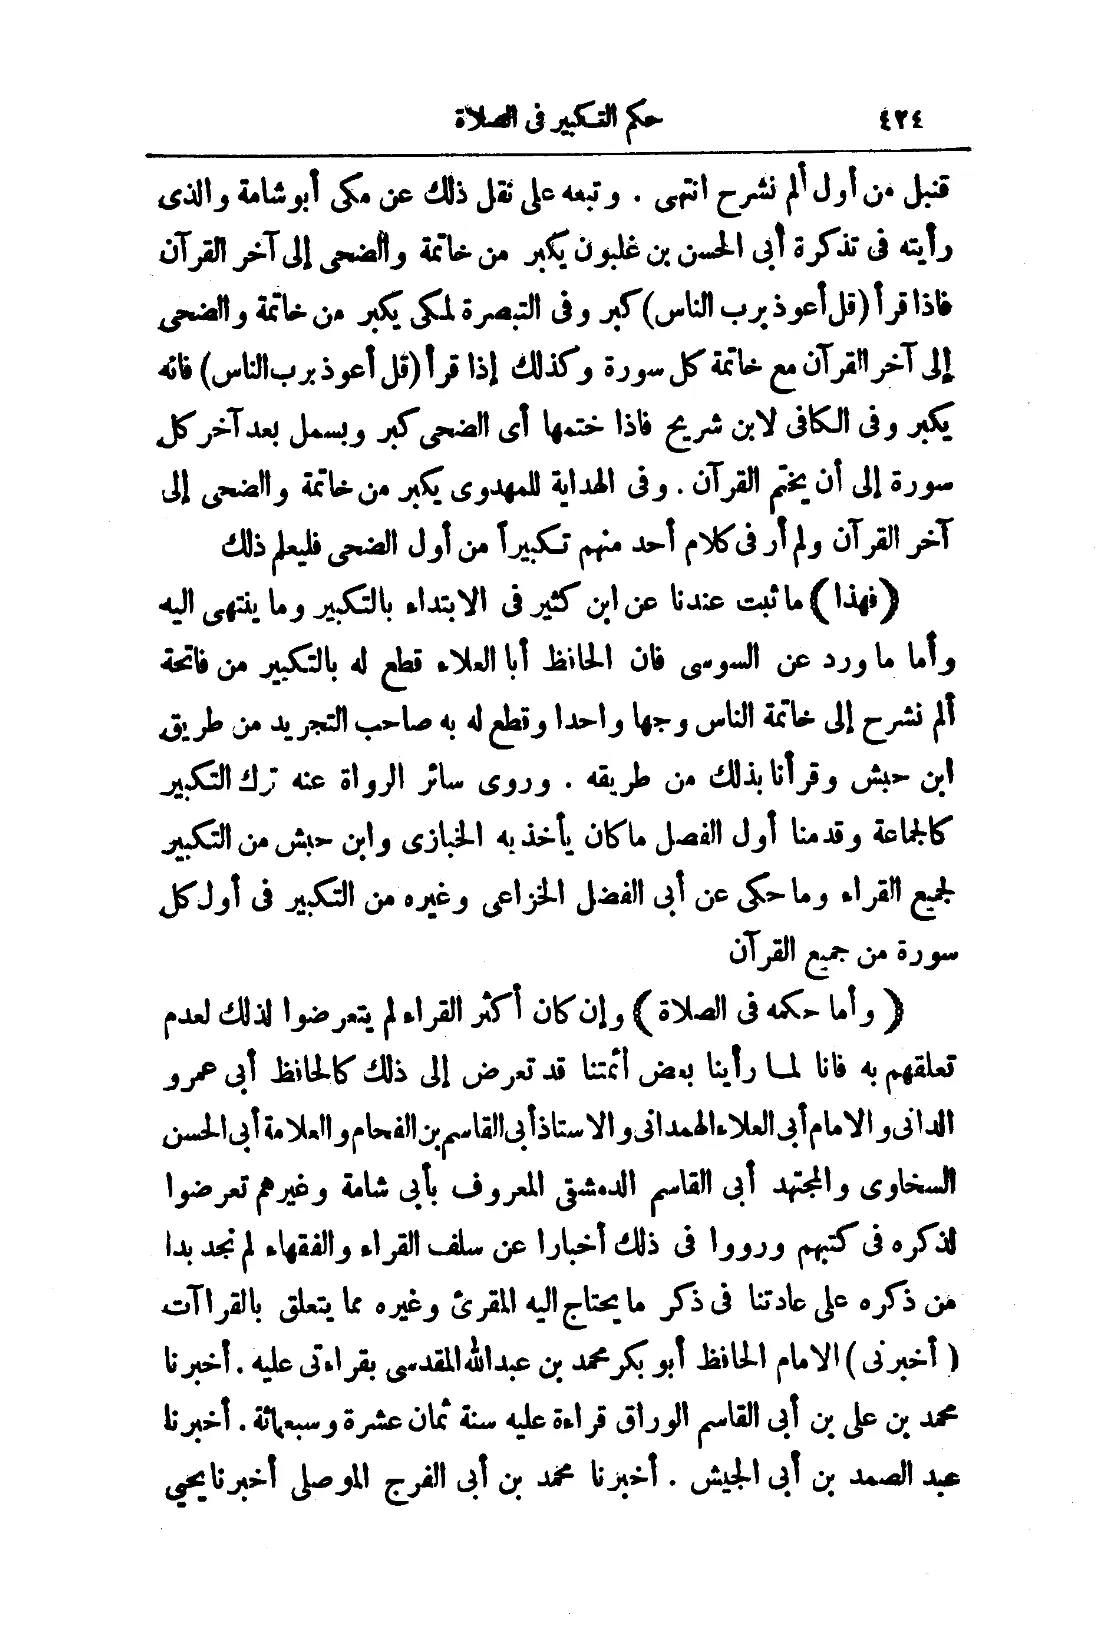 ٤٢٤ حكم التكبير فى الصلاة
قنبل من أول ألم نشرح انتهى . وتبعه على نقل ذلك عن مكى أبو شامة والذى
رأيته فى تذكرة أبى الحسن بن غلبون يكبر من خاتمة والضحى إلى آخر القرآن
فاذا قرأ (قل أعوذ برب الناس) كبر وفى التبصرة لمكى يكبر من خاتمة والضحى
إلى آخر القرآن مع خاتمة كل سورة وكذلك إذا قرأ (قل أعوذ برب الناس) فانه
يكبر وفى الكافى لابن شريح فاذا ختمها أى الضحى كبر وبسمل بعد آخر كل
سورة إلى أن يختم القرآن . وفى الهداية للمهدوى يكبر من خاتمة والضحى إلى
آخر القرآن ولم أر فى كلام أحد منهم تكبيراً من أول الضحى فليعلم ذلك
(فهذا) ما ثبت عندنا عن ابن كثير فى الابتداء بالتكبير وما ينتهى اليه
وأما ما ورد عن السوسى فان الحافظ أبا العلاء قطع له بالتكبير من فاتحة
ألم نشرح إلى خاتمة الناس وجها واحدا وقطع له به صاحب التجريد من طريق
ابن حبش وقرأنا بذلك من طريقه . وروى سائر الرواة عنه ترك التكبير
كالجماعة وقدمنا أول الفصل ما كان يأخذ به الخبازى وابن حبش من التكبير
لجميع القراء وما حكى عن أبى الفضل الخزاعى وغيره من التكبير فى أول كل
سورة من جميع القرآن
(وأما حكمه فى الصلاة) وإن كان أكثر القراء لم يتعرضوا لذلك لعدم
تعلقهم به فانا لما رأينا بعض أئمتنا قد تعرض إلى ذلك كالحافظ أبى عمرو
الدانى والامام أبى العلاء الهمدانى والاستاذ أبى القاسم بن الفحام والعلامة أبى الحسن
السخاوى والمجتهد أبى القاسم الدمشقى المعروف بأبى شامة وغيرهم تعرضوا
لذكره فى كتبهم ورووا فى ذلك أخبارا عن سلف القراء والفقهاء لم نجد بدا
من ذكره على عادتنا فى ذكر ما يحتاج اليه المقرئ وغيره مما يتعلق بالقراآت
(أخبرنى) الامام الحافظ أبو بكر محمد بن عبد الله المقدسى بقراءتى عليه . أخبرنا
محمد بن على بن أبى القاسم الوراق قراءة عليه سنة ثمان عشرة وسبعمائة . أخبرنا
عبد الصمد بن أبى الجيش . أخبرنا محمد بن أبى الفرج الموصلى أخبرنا يحيى